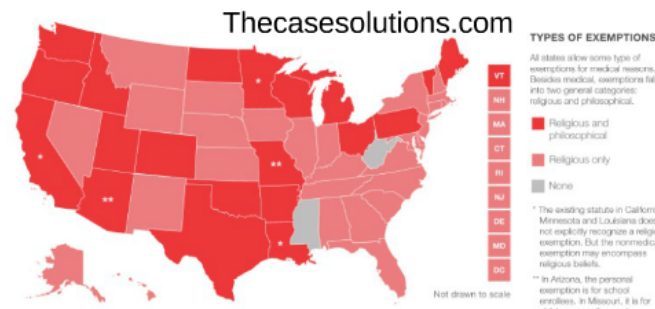 Thecasesolutions.com
TYPES OF EXEMPTIONS
All states allow some type of
exemptions for medical reasons.
Besides medical, exemptions fal
into two general categories:
religious and philosophical.
VT
NH
MA
CT
RI
NJ
DE
MD
DC
Religious and
philosophical
Religious only
None
* The existing statute in Californ
Minnesota and Louisiana does
not explicitly recognize a religi
exemption. But the nonmedica
exemption may encompass
religious beliefs.
** In Arizona, the personal
exemption is for school
enrollees. In Missouri, it is for
Not drawn to scale
*
*
**
**
*